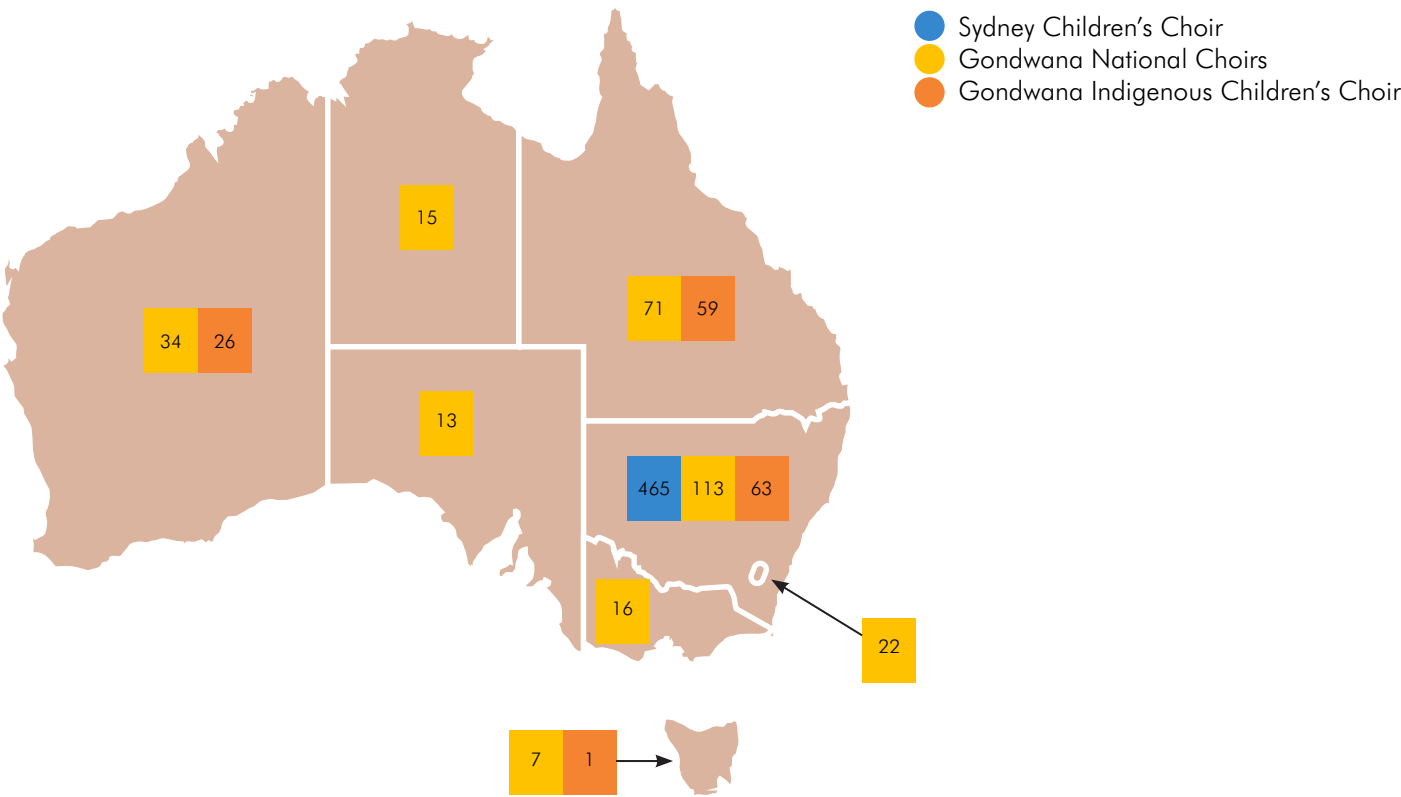 Sydney Children's Choir
Gondwana National Choirs
Gondwana Indigenous Children's Choir
15
71 59
34 26
13
465 113 63
16
22
7 1